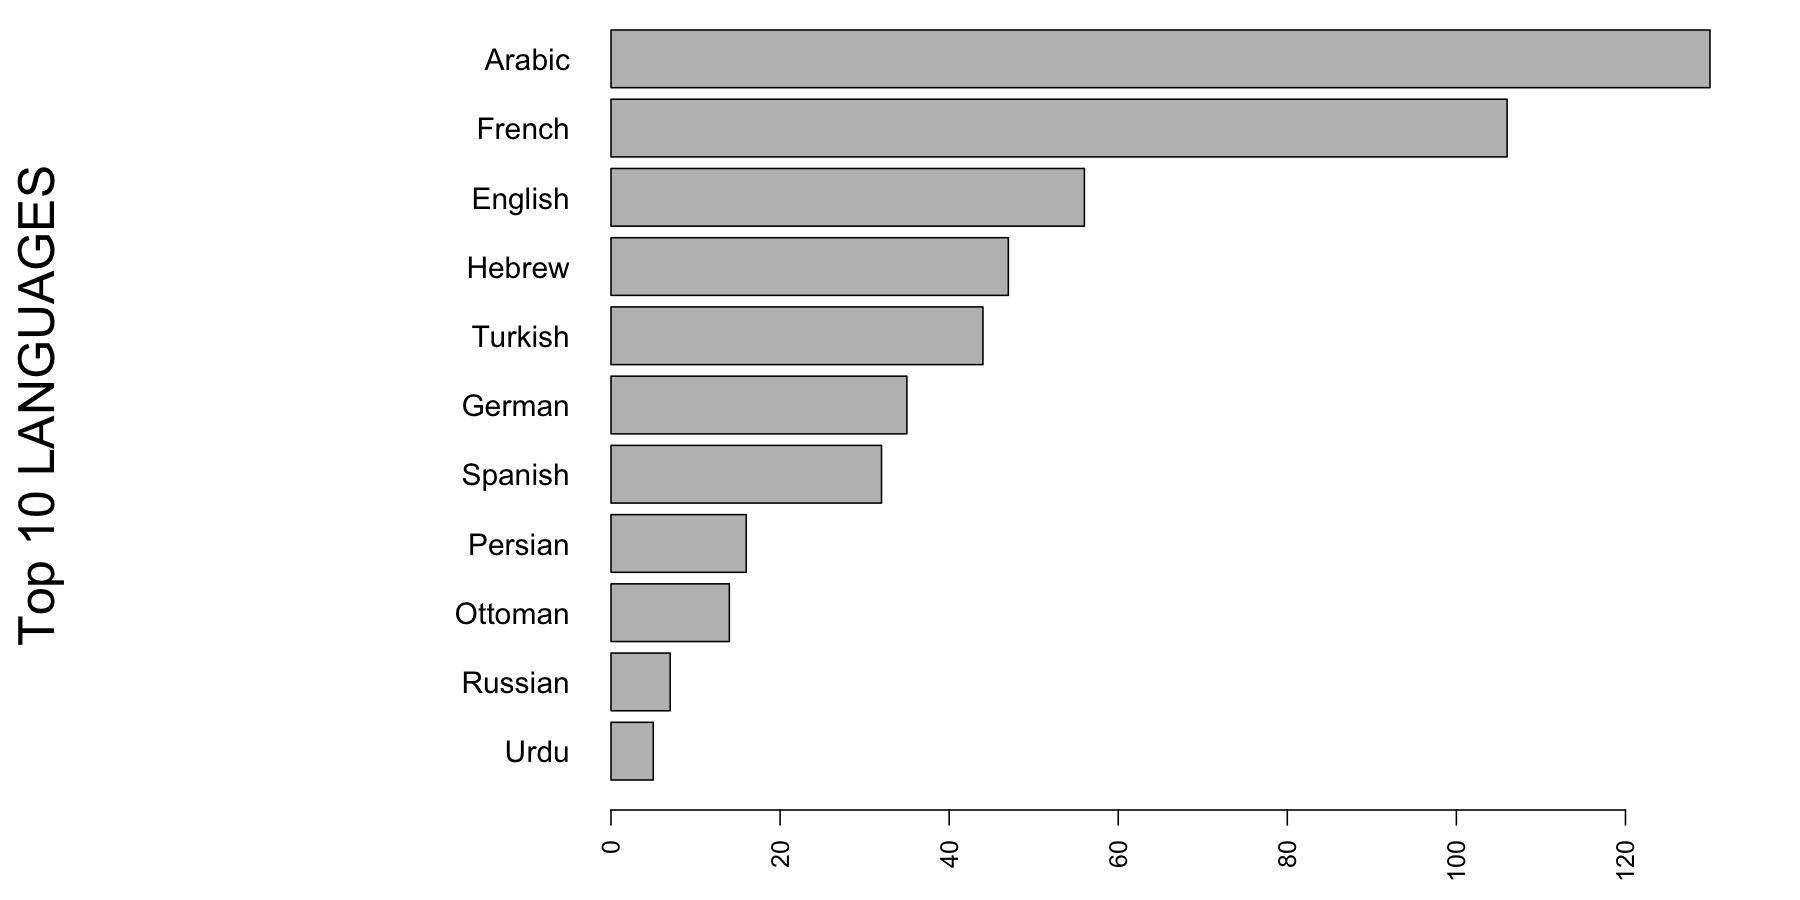 Top 10 LANGUAGES
Arabic
French
English
Hebrew
Turkish
German
Spanish
Persian
Ottoman
Russian
Urdu
0 20 40 60 80 100 120